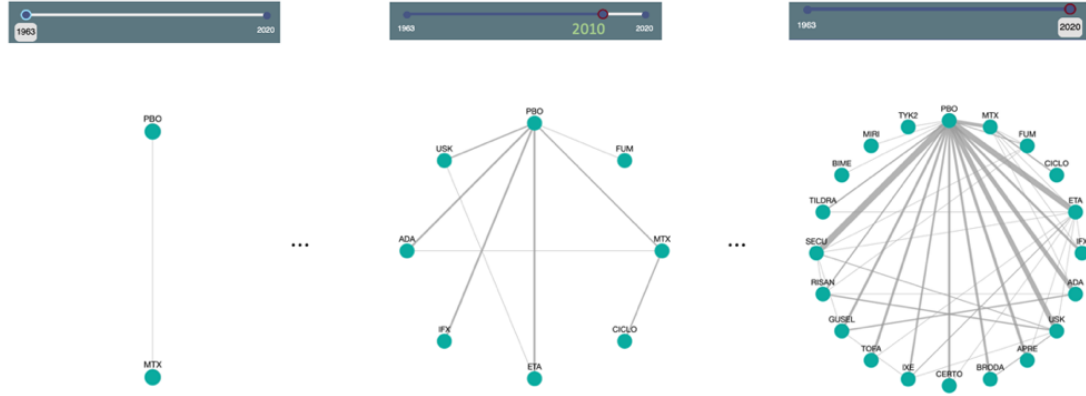 1963
2020
2010
2020
1963
2020
PBO
MTX
...
PBO
USK
FUM
ADA
MTX
IFX
CICLO
ETA
...
PBO
TYK2
MTX
MIRI
FUM
BIME
CICLO
TILDRA
ETA
SECU
IFX
RISAN
ADA
GUSEL
USK
TOFA
APRE
IXE
CERTO
BRODA